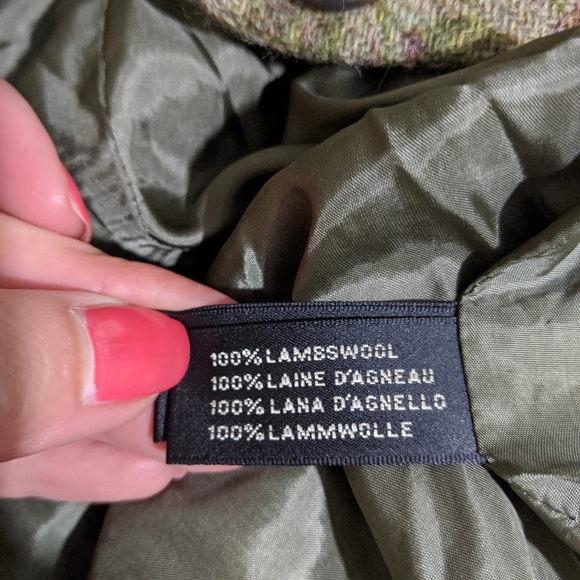 100% LAMBSWOOL
100% LAINE D'AGNEAU
100% LANA D'AGNELLO
100% LAMMWOLLE